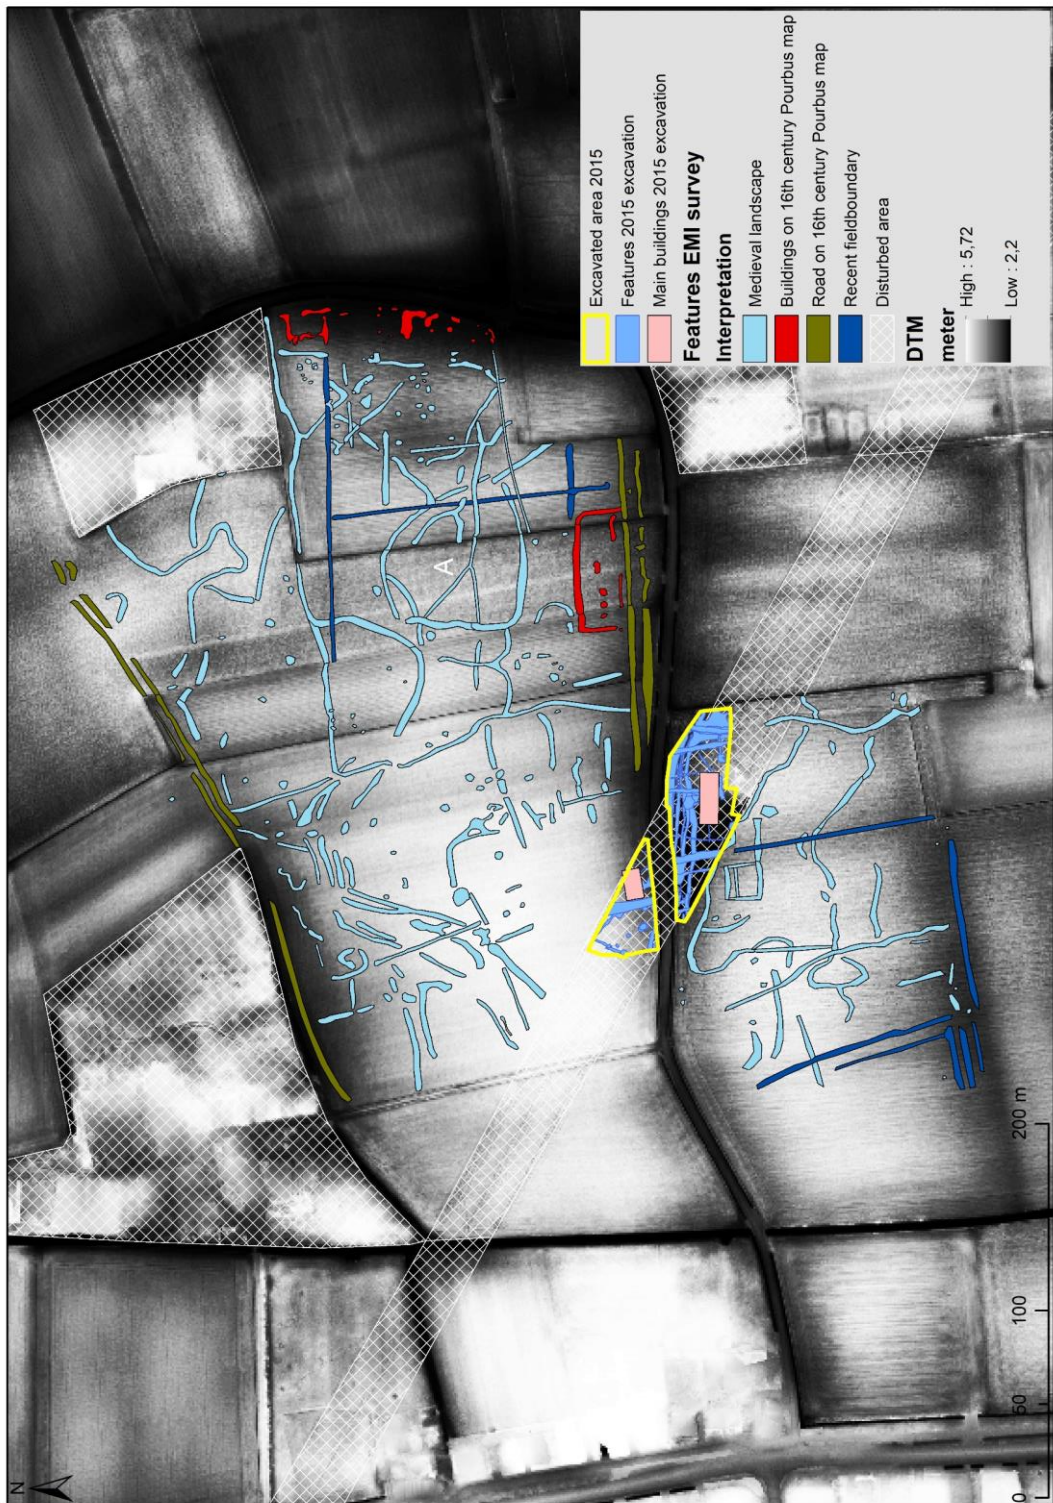 N
A
Excavated area 2015
Features 2015 excavation
Main buildings 2015 excavation
Features EMI survey
Interpretation
Medieval landscape
Buildings on 16th century Pourbus map
Road on 16th century Pourbus map
Recent fieldboundary
Disturbed area
DTM
meter
High : 5,72
Low : 2,2
0 50 100 200 m